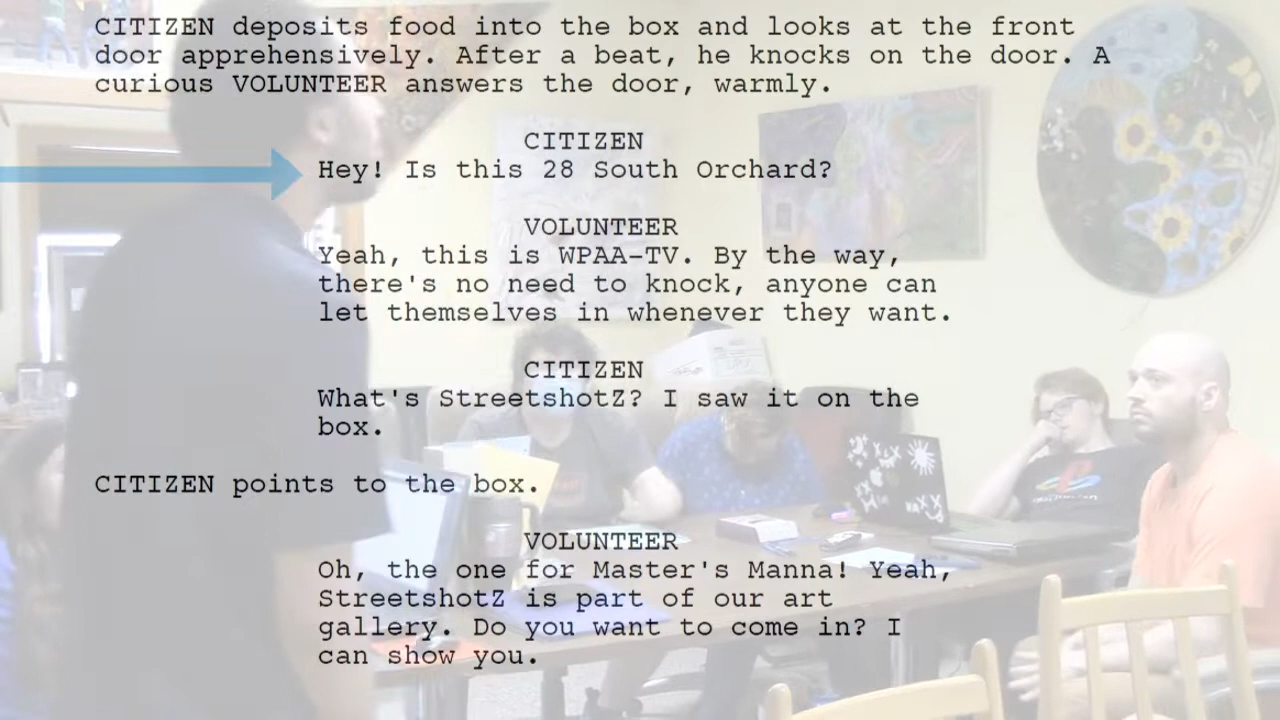 CITIZEN deposits food into the box and looks at the front
door apprehensively. After a beat, he knocks on the door. A
curious VOLUNTEER answers the door, warmly.
CITIZEN
Hey! Is this 28 South Orchard?
VOLUNTEER
Yeah, this is WPAA-TV. By the way,
there's no need to knock, anyone can
let themselves in whenever they want.
CITIZEN
What's StreetshotZ? I saw it on the
box.
CITIZEN points to the box.
VOLUNTEER
Oh, the one for Master's Manna! Yeah,
StreetshotZ is part of our art
gallery. Do you want to come in? I
can show you.